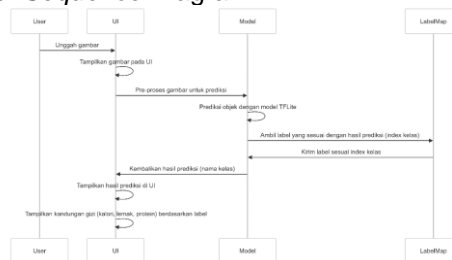 Sequence
User UI Model LabelMap
Unggah gambar
Tampilkan gambar pada UI
Pre proses gambar untuk prediksi
Prediksi objek dengan model TFLite
Ambil label yang sesuai dengan hasil prediksi (index kelas)
Kirim label sesuai index kelas
Kembalikan hasil prediksi (nama kelas)
Tampilkan hasil prediksi di UI
Tampilkan kandungan gizi (kalori, lemak, protein) berdasarkan label
User UI Model LabelMap